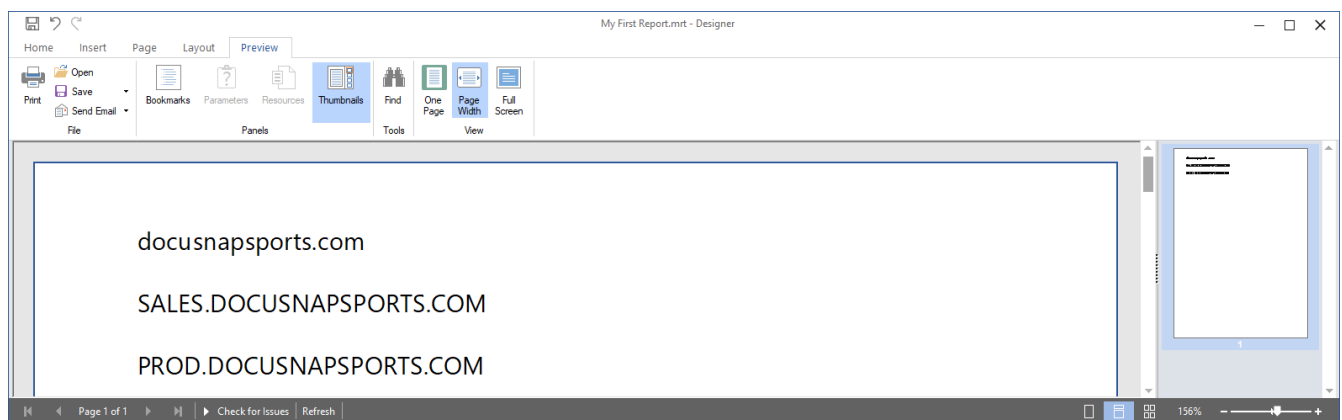 My First Report.mrt - Designer
Home Insert Page Layout Preview
Print
Open
Save
Send Email
File
Bookmarks Parameters Resources Thumbnails
Panels
Find
Tools
One Page
Page Width
Full Screen
View
docusnapsports.com
SALES.DOCUSNAPSPORTS.COM
PROD.DOCUSNAPSPORTS.COM
1
Page 1 of 1 Check for Issues Refresh 156%